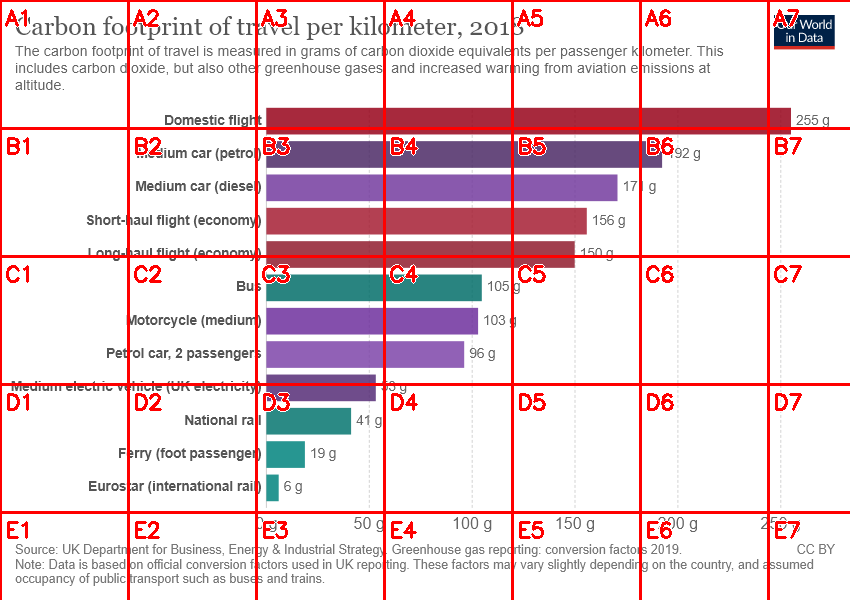 Carbon footprint of travel per kilometer, 2018
Our World
in Data
The carbon footprint of travel is measured in grams of carbon dioxide equivalents per passenger kilometer. This
includes carbon dioxide, but also other greenhouse gases, and increased warming from aviation emissions at
altitude.
Domestic flight 255 g
Medium car (petrol) 192 g
Medium car (diesel) 171 g
Short-haul flight (economy) 156 g
Long-haul flight (economy) 150 g
Bus 105 g
Motorcycle (medium) 103 g
Petrol car, 2 passengers 96 g
Medium electric vehicle (UK electricity) 53 g
National rail 41 g
Ferry (foot passenger) 19 g
Eurostar (international rail) 6 g
0 g 50 g 100 g 150 g 200 g 250 g
Source: UK Department for Business, Energy & Industrial Strategy. Greenhouse gas reporting: conversion factors 2019. CC BY
Note: Data is based on official conversion factors used in UK reporting. These factors may vary slightly depending on the country, and assumed
occupancy of public transport such as buses and trains.
A1 A2 A3 A4 A5 A6 A7
B1 B2 B3 B4 B5 B6 B7
C1 C2 C3 C4 C5 C6 C7
D1 D2 D3 D4 D5 D6 D7
E1 E2 E3 E4 E5 E6 E7